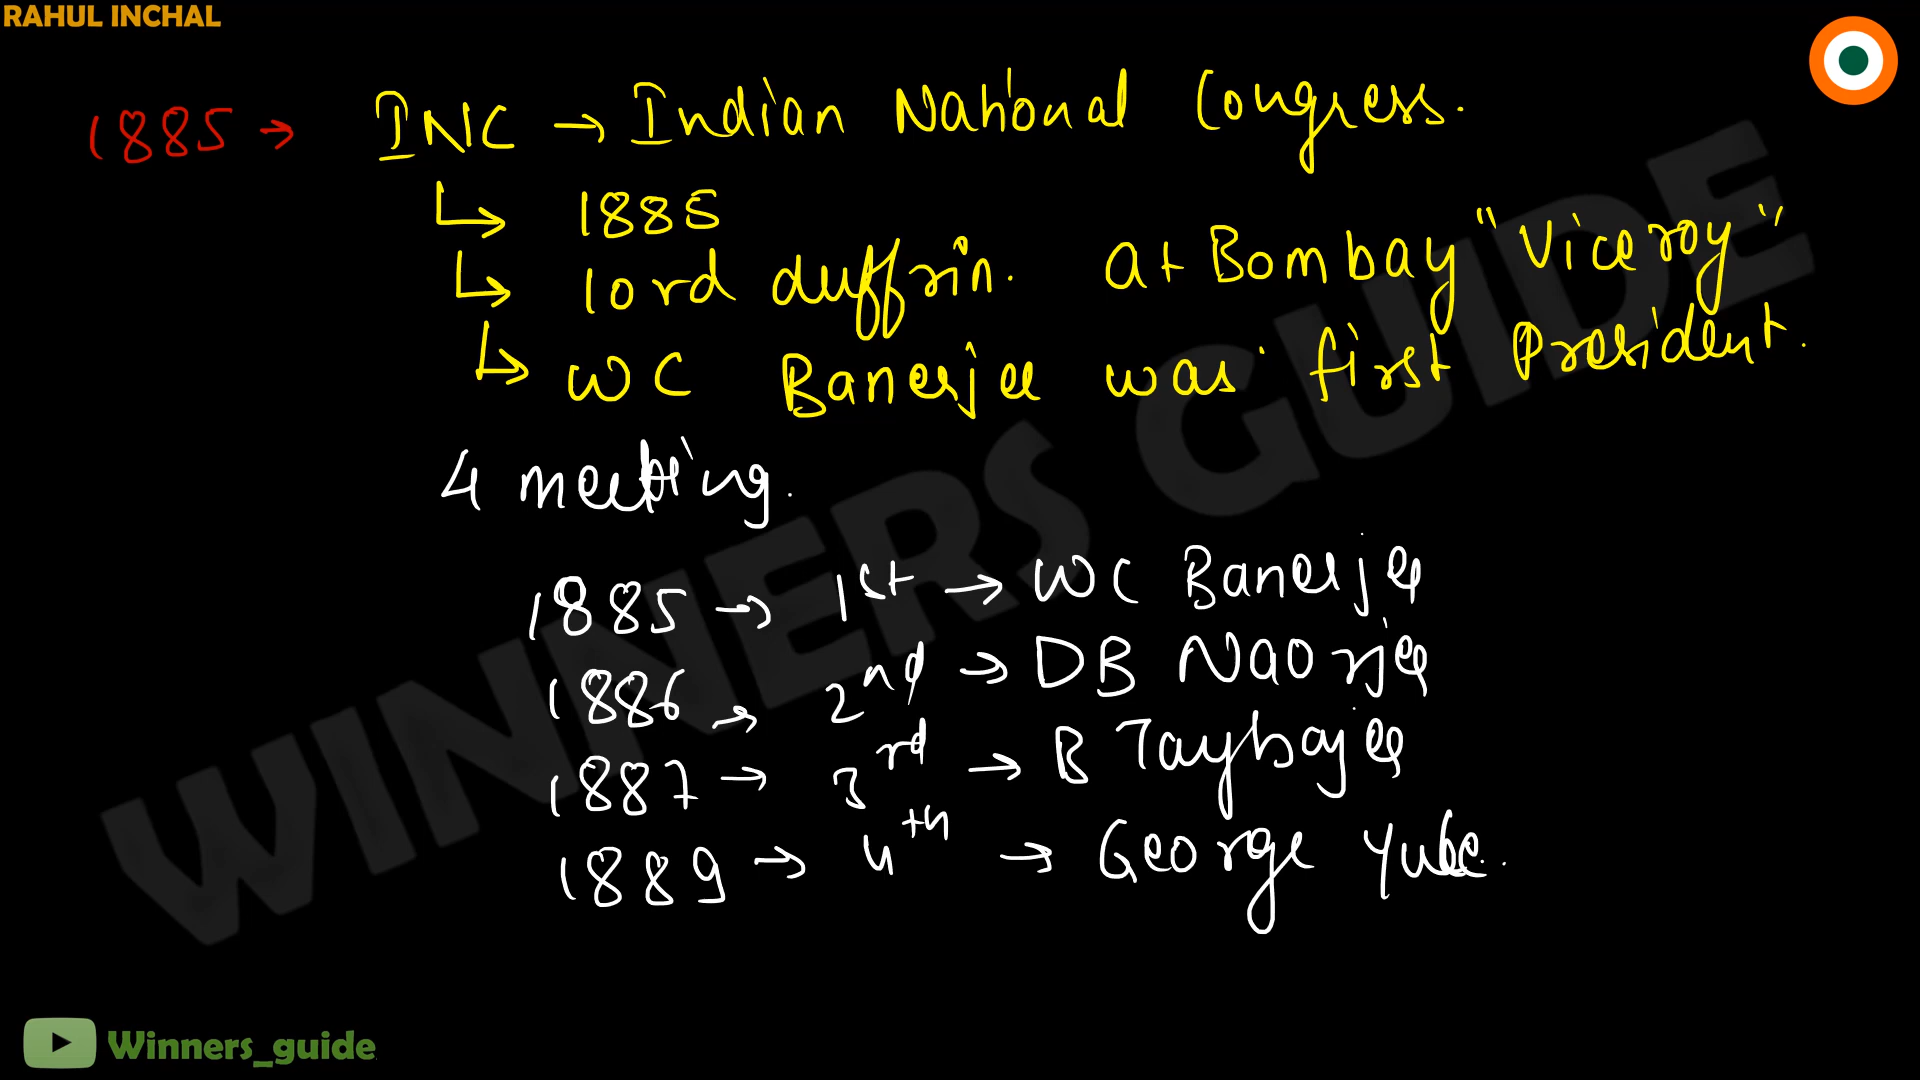 RAHUL INCHAL
1885 → INC → Indian National Congress.
↳ 1885
↳ lord duffrin. at Bombay "Viceroy"
↳ WC Banerjee was first President.
4 meeting.
1885 → 1st → WC Banerjee
1886 → 2nd → DB Naorjee
1887 → 3rd → B Taybajee
1889 → 4th → George Yule.
WINNERS GUIDE
Winners_guide